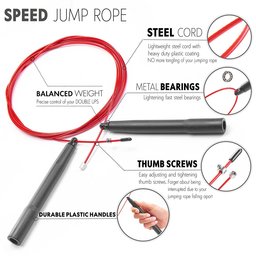 SPEED JUMP ROPE
STEEL CORD
Lightweight steel cord with
heavy duty plastic coating
NO more tangling of your jumping rope
BALANCED WEIGHT
Precise control of your DOUBLE UPS
METAL BEARINGS
Lightening fast steel bearings
THUMB SCREWS
Easy adjusting and tightening
thumb screws. Forget about being
interrupted due to your
jumping rope falling apart
DURABLE PLASTIC HANDLES